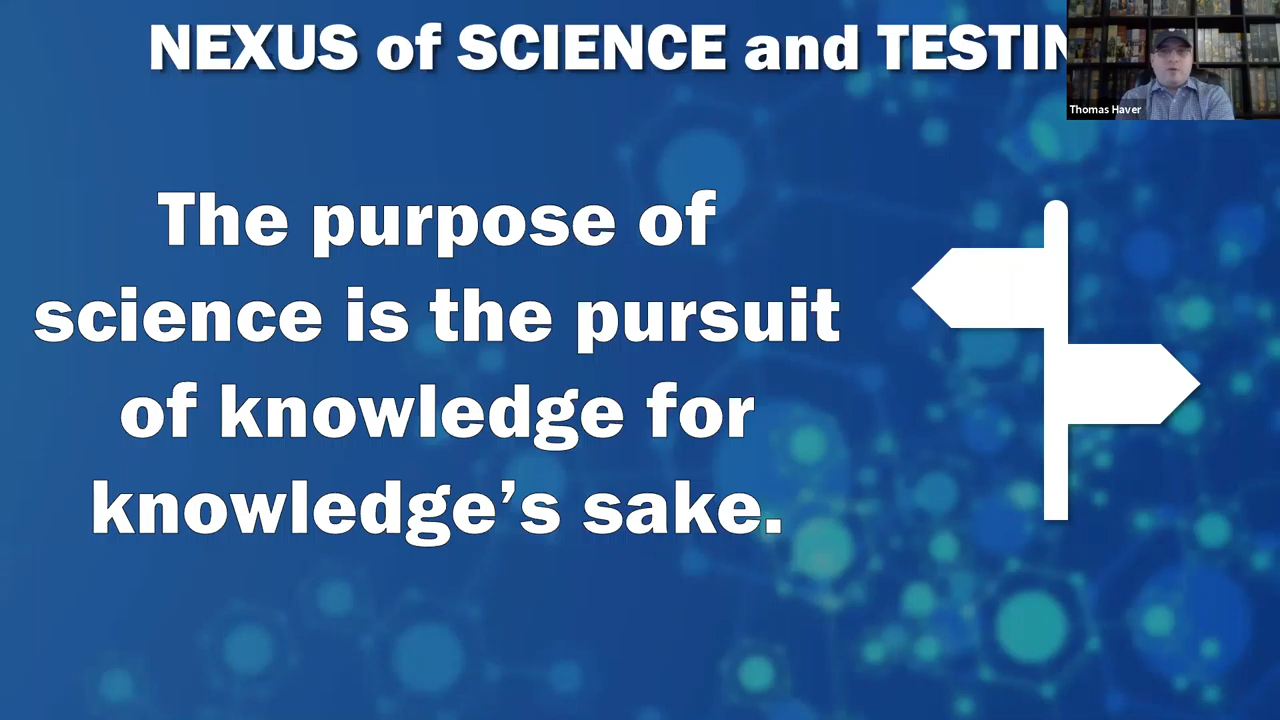 NEXUS of SCIENCE and TESTIN
Thomas Haver
The purpose of
science is the pursuit
of knowledge for
knowledge’s sake.